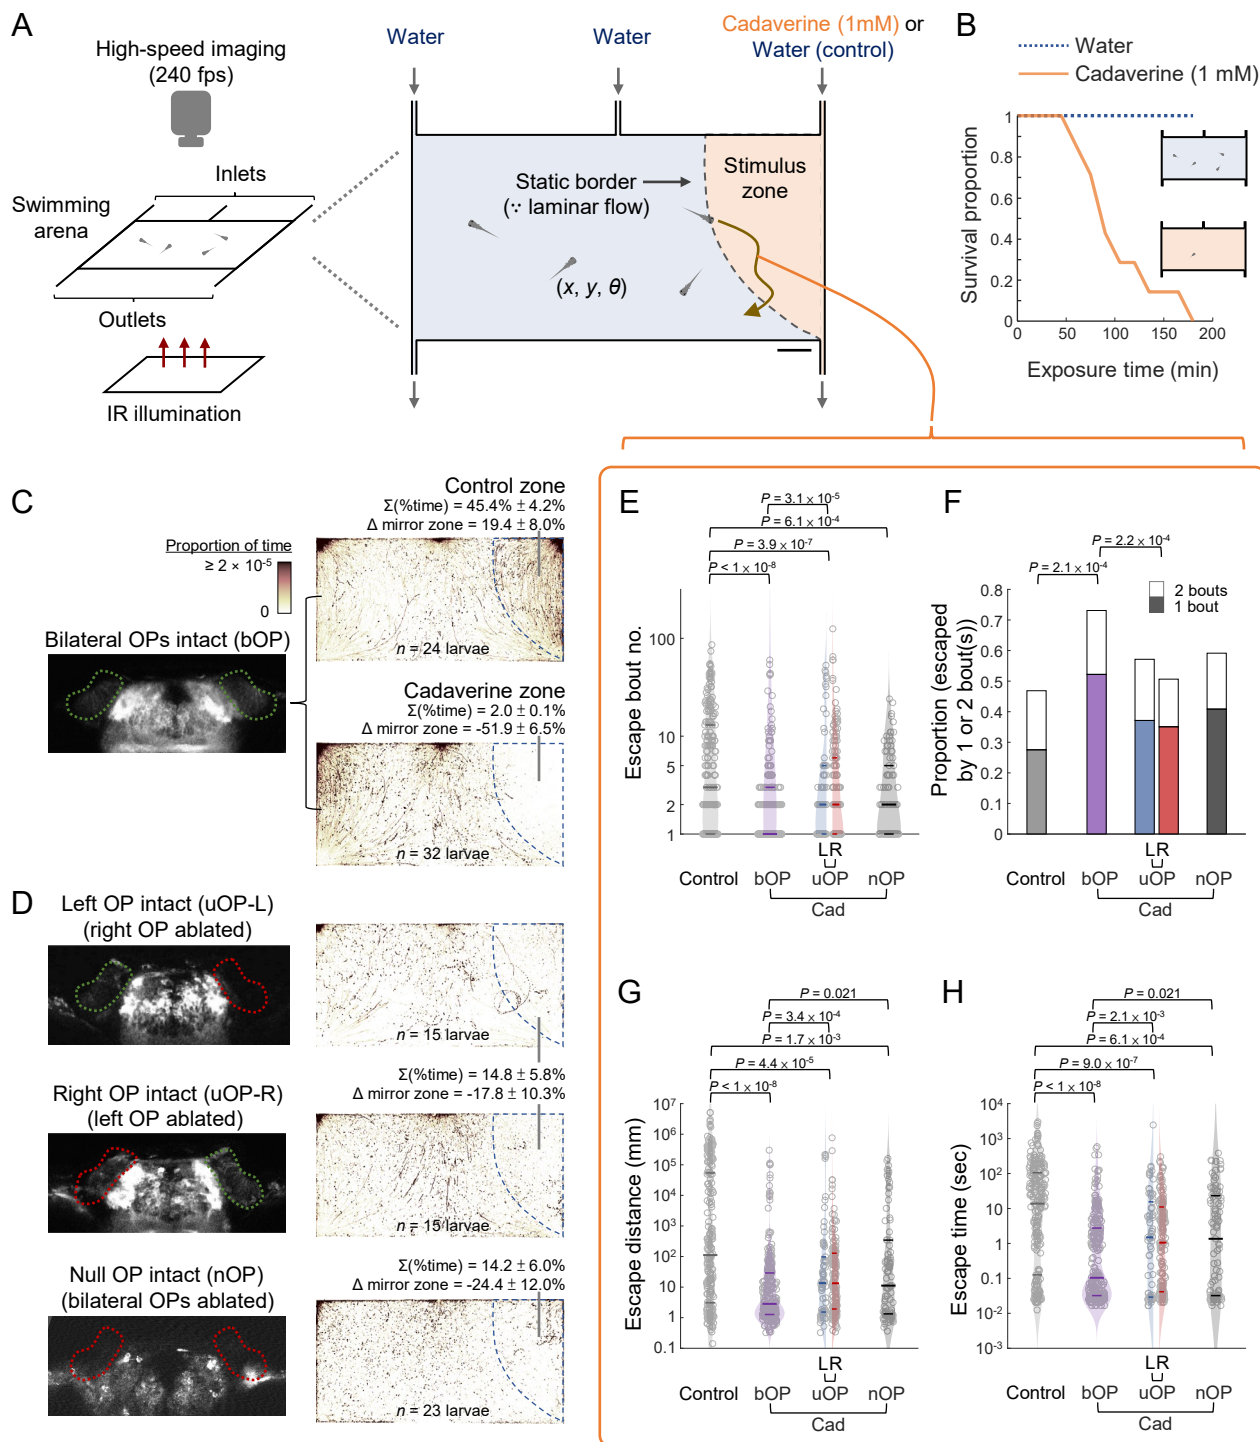 A
High-speed imaging
(240 fps)
Inlets
Swimming
arena
Outlets
IR illumination
Water
Water
Cadaverine (1mM) or
Water (control)
Static border
(∵ laminar flow)
Stimulus
zone
(x, y, θ)
B
Water
Cadaverine (1 mM)
Survival proportion
1
0.8
0.6
0.4
0.2
0
0 50 100 150 200
Exposure time (min)
C
Proportion of time
≥ 2 × 10-5
0
Bilateral OPs intact (bOP)
Control zone
Σ(%time) = 45.4% ± 4.2%
Δ mirror zone = 19.4 ± 8.0%
n = 24 larvae
Cadaverine zone
Σ(%time) = 2.0 ± 0.1%
Δ mirror zone = -51.9 ± 6.5%
n = 32 larvae
D
Left OP intact (uOP-L)
(right OP ablated)
n = 15 larvae
Σ(%time) = 14.8 ± 5.8%
Δ mirror zone = -17.8 ± 10.3%
Right OP intact (uOP-R)
(left OP ablated)
n = 15 larvae
Σ(%time) = 14.2 ± 6.0%
Δ mirror zone = -24.4 ± 12.0%
Null OP intact (nOP)
(bilateral OPs ablated)
n = 23 larvae
E
P = 3.1 x 10-5
P = 6.1 x 10-4
P = 3.9 x 10-7
P < 1 x 10-8
Escape bout no.
100
10
5
2
1
LR
Control bOP uOP nOP
Cad
F
P = 2.2 x 10-4
P = 2.1 x 10-4
2 bouts
1 bout
Proportion (escaped
by 1 or 2 bout(s))
0.8
0.7
0.6
0.5
0.4
0.3
0.2
0.1
0
LR
Control bOP uOP nOP
Cad
G
P = 0.021
P = 3.4 x 10-4
P = 1.7 x 10-3
P = 4.4 x 10-5
P < 1 x 10-8
Escape distance (mm)
107
106
105
104
103
102
10
1
0.1
LR
Control bOP uOP nOP
Cad
H
P = 0.021
P = 2.1 x 10-3
P = 6.1 x 10-4
P = 9.0 x 10-7
P < 1 x 10-8
Escape time (sec)
104
103
102
10
1
0.1
10-2
10-3
LR
Control bOP uOP nOP
Cad